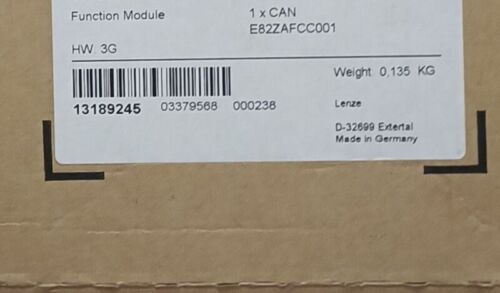 Function Module 1 x CAN
E82ZAFCC001
HW. 3G
Weight 0,135 KG
13189245 03379568 000238
Lenze
D-32699 Extertal
Made in Germany